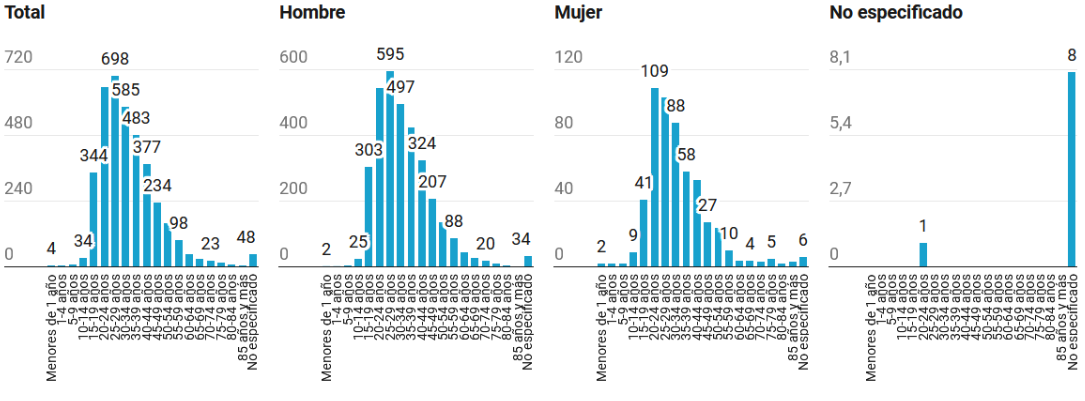 Total
720
480
240
0
4
34
344
698
585
483
377
234
98
23
48
Menores de 1 año
1-4 años
5-9 años
10-14 años
15-19 años
20-24 años
25-29 años
30-34 años
35-39 años
40-44 años
45-49 años
50-54 años
55-59 años
60-64 años
65-69 años
70-74 años
75-79 años
80-84 años
85 años y más
No especificado
Hombre
600
400
200
0
2
25
303
595
497
324
207
88
20
34
Menores de 1 año
1-4 años
5-9 años
10-14 años
15-19 años
20-24 años
25-29 años
30-34 años
35-39 años
40-44 años
45-49 años
50-54 años
55-59 años
60-64 años
65-69 años
70-74 años
75-79 años
80-84 años
85 años y más
No especificado
Mujer
120
80
40
0
2
9
41
109
88
58
27
10
4
5
6
Menores de 1 año
1-4 años
5-9 años
10-14 años
15-19 años
20-24 años
25-29 años
30-34 años
35-39 años
40-44 años
45-49 años
50-54 años
55-59 años
60-64 años
65-69 años
70-74 años
75-79 años
80-84 años
85 años y más
No especificado
No especificado
8,1
5,4
2,7
0
1
8
Menores de 1 año
1-4 años
5-9 años
10-14 años
15-19 años
20-24 años
25-29 años
30-34 años
35-39 años
40-44 años
45-49 años
50-54 años
55-59 años
60-64 años
65-69 años
70-74 años
75-79 años
80-84 años
85 años y más
No especificado